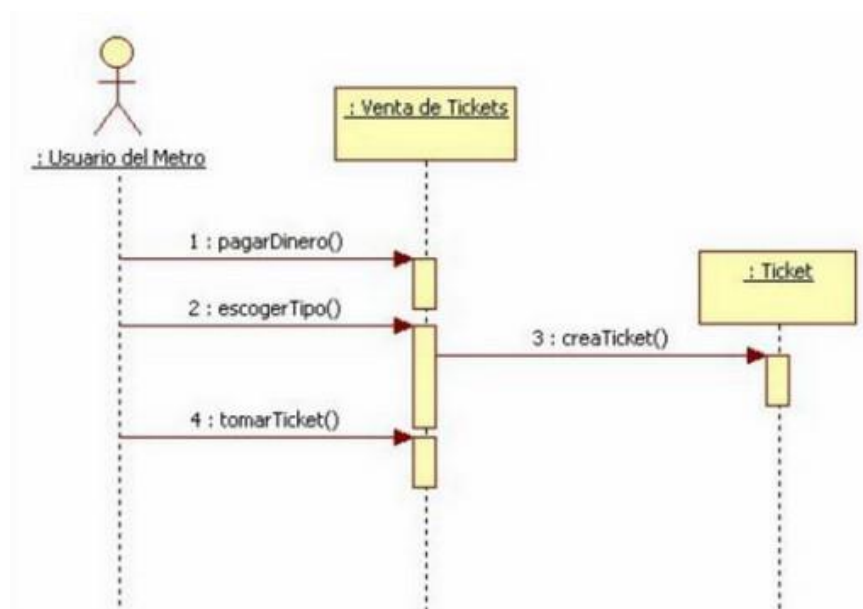 : Venta de Tickets
: Usuario del Metro
1 : pagarDinero()
: Ticket
2 : escogerTipo()
3 : creaTicket()
4 : tomarTicket()